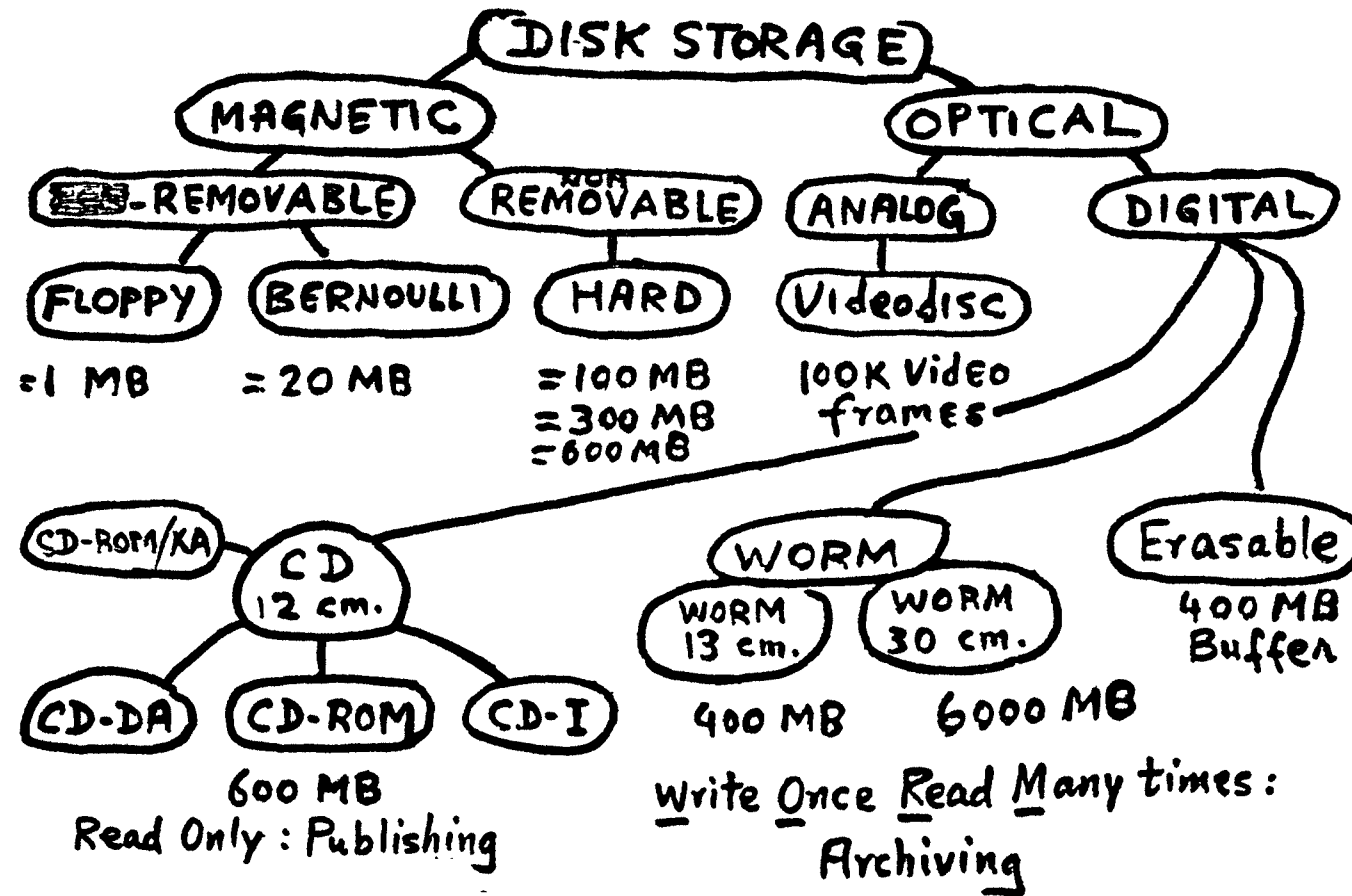 DISK STORAGE
MAGNETIC
OPTICAL
-REMOVABLE
NON
REMOVABLE
ANALOG
DIGITAL
FLOPPY
BERNOULLI
HARD
Videodisc
=1 MB
=20 MB
=100 MB
=300 MB
=600 MB
100K Video
frames
CD-ROM/XA
CD
12 cm.
WORM
WORM
13 cm.
WORM
30 cm.
Erasable
400 MB
Buffer
CD-DA
CD-ROM
CD-I
400 MB
6000 MB
600 MB
Read Only : Publishing
Write Once Read Many times :
Archiving